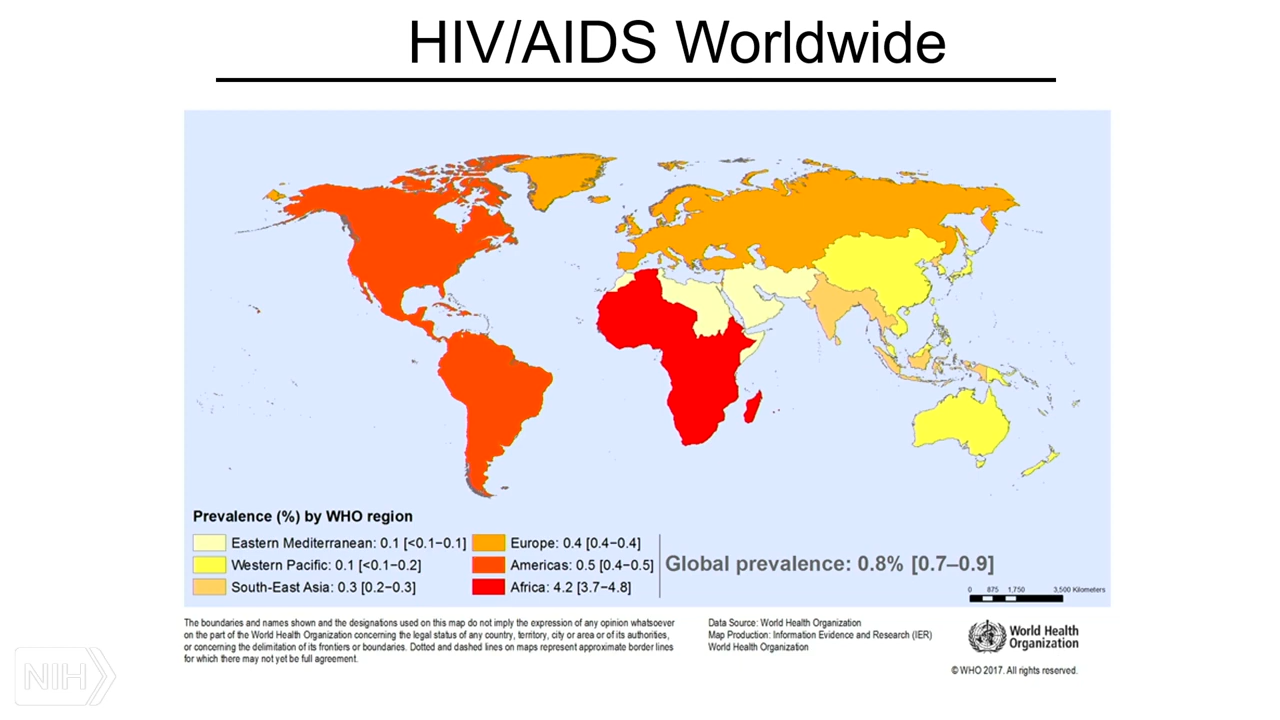 HIV/AIDS Worldwide
Prevalence (%) by WHO region
Eastern Mediterranean: 0.1 [<0.1–0.1]
Western Pacific: 0.1 [<0.1–0.2]
South-East Asia: 0.3 [0.2–0.3]
Europe: 0.4 [0.4–0.4]
Americas: 0.5 [0.4–0.5]
Africa: 4.2 [3.7–4.8]
Global prevalence: 0.8% [0.7–0.9]
0 875 1,750 3,500 Kilometers
The boundaries and names shown and the designations used on this map do not imply the expression of any opinion whatsoever
on the part of the World Health Organization concerning the legal status of any country, territory, city or area or of its authorities,
or concerning the delimitation of its frontiers or boundaries. Dotted and dashed lines on maps represent approximate border lines
for which there may not yet be full agreement.
Data Source: World Health Organization
Map Production: Information Evidence and Research (IER)
World Health Organization
World Health
Organization
© WHO 2017. All rights reserved.
NIH